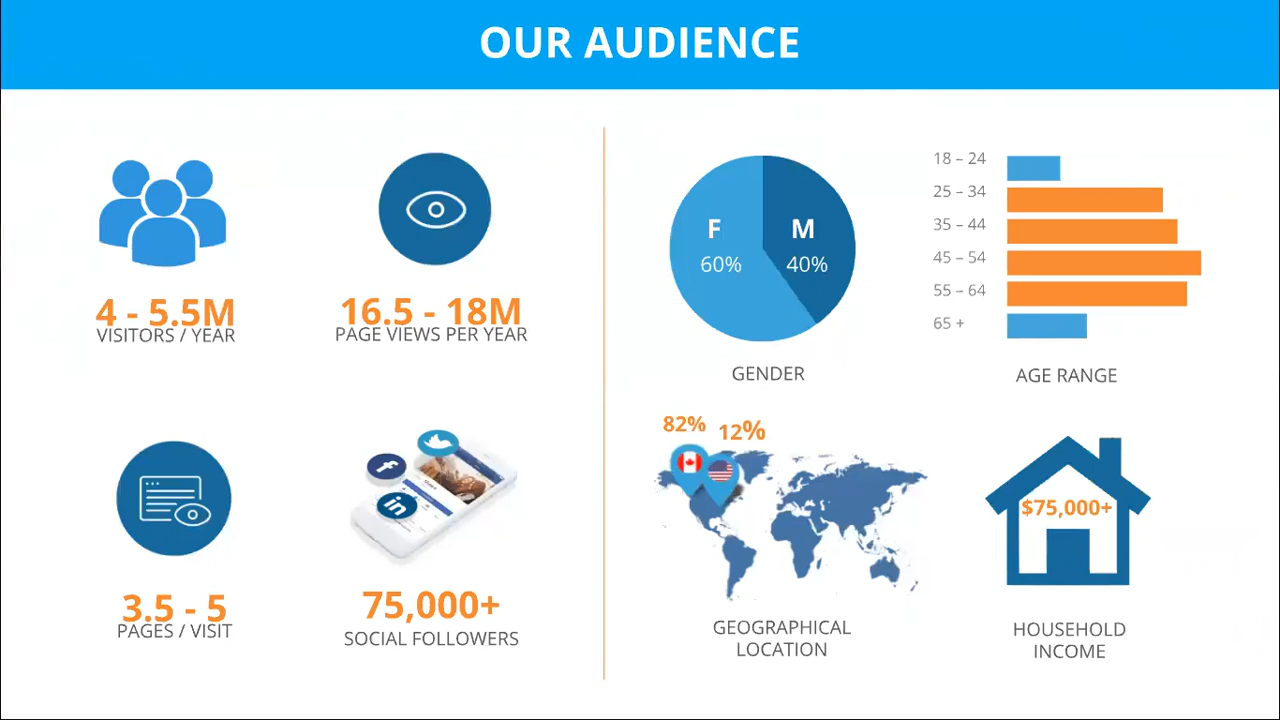 OUR AUDIENCE
4 - 5.5M
VISITORS / YEAR
16.5 - 18M
PAGE VIEWS PER YEAR
3.5 - 5
PAGES / VISIT
75,000+
SOCIAL FOLLOWERS
F
60%
M
40%
GENDER
18 – 24
25 – 34
35 – 44
45 – 54
55 – 64
65 +
AGE RANGE
82%
12%
GEOGRAPHICAL
LOCATION
$75,000+
HOUSEHOLD
INCOME